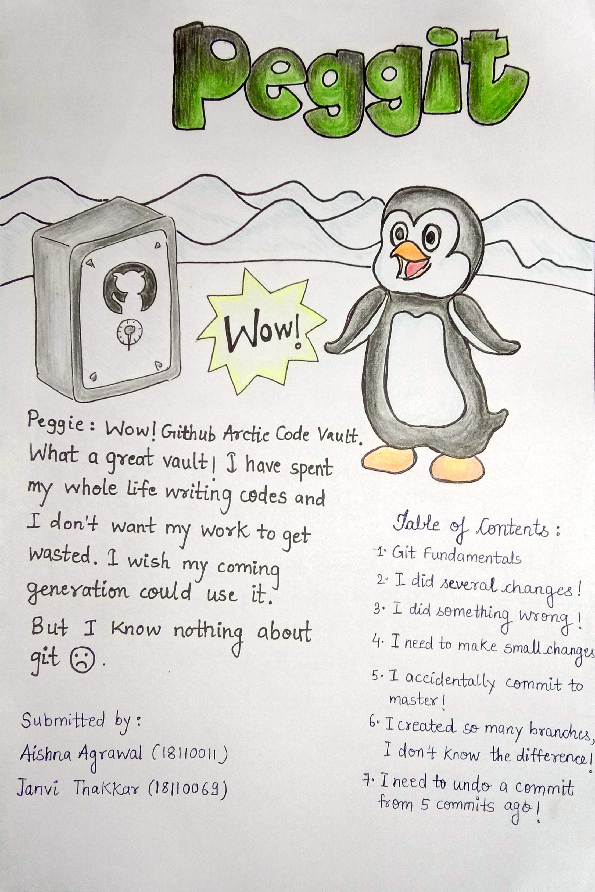 Peggit
Wow!
Peggie : Wow! Github Arctic Code Vault.
What a great vault! I have spent
my whole life writing codes and
I don't want my work to get
wasted. I wish my coming
generation could use it.
But I know nothing about
git ☹.
Submitted by :
Aishna Agrawal (18110011)
Janvi Thakkar (18110069)
Table of Contents :
1. Git Fundamentals
2. I did several changes!
3. I did something wrong!
4. I need to make small changes
5. I accidentally commit to
master!
6. I created so many branches,
I don't know the difference!
7. I need to undo a commit
from 5 commits ago!